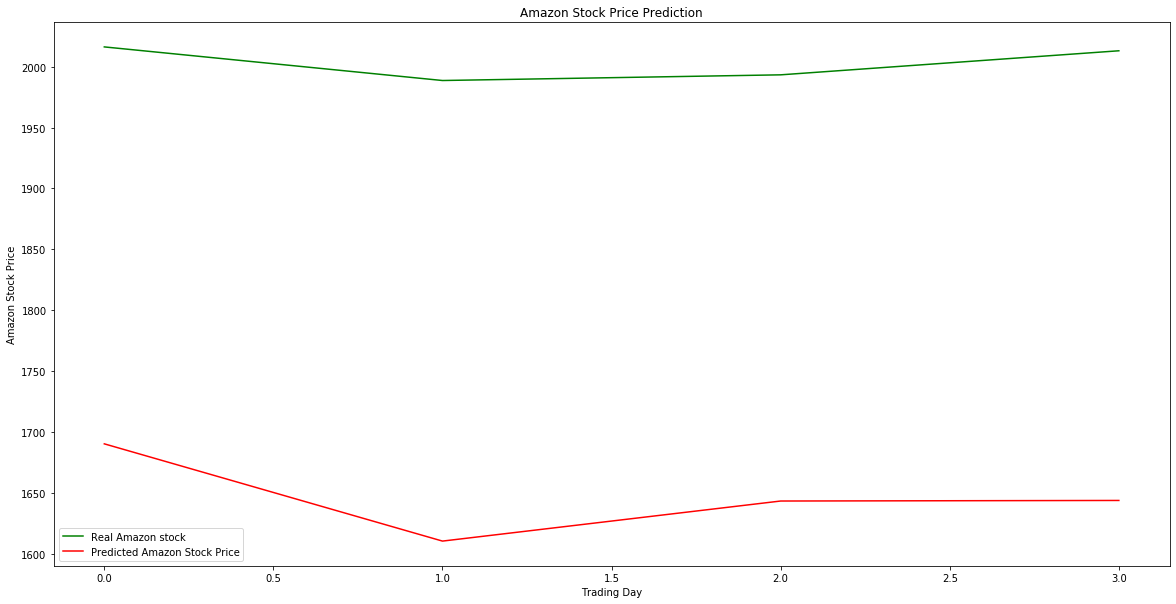 Amazon Stock Price Prediction
Amazon Stock Price
2000
1950
1900
1850
1800
1750
1700
1650
1600
Real Amazon stock
Predicted Amazon Stock Price
0.0 0.5 1.0 1.5 2.0 2.5 3.0
Trading Day